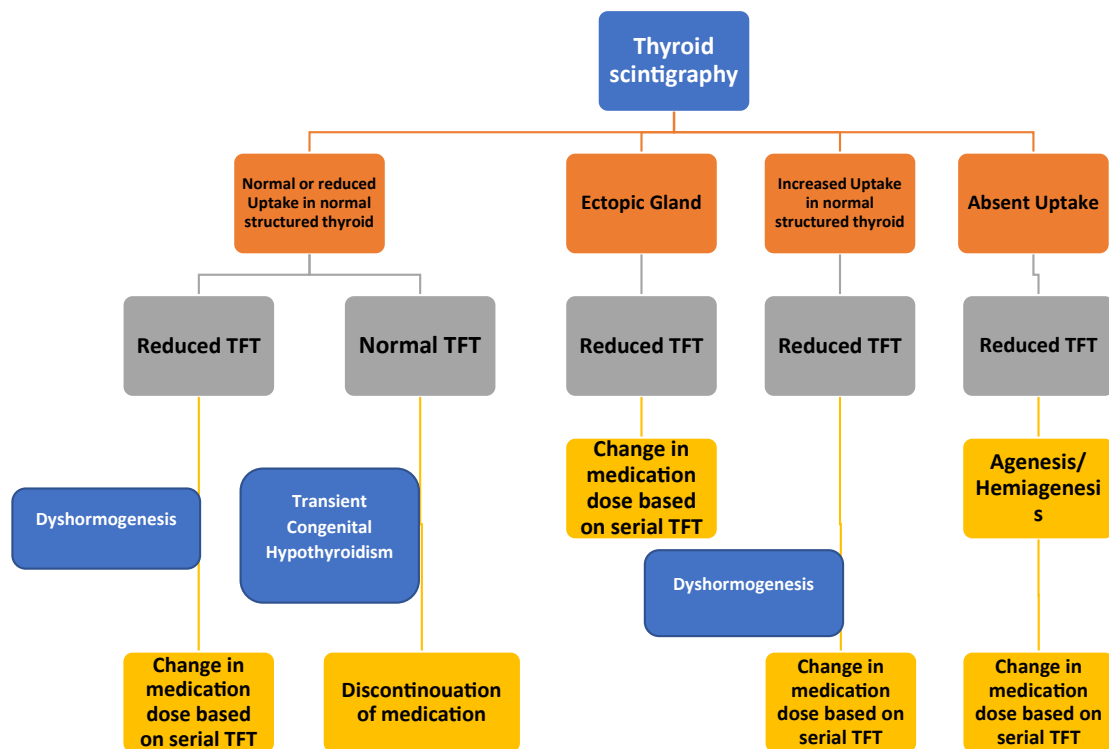 Thyroid
scintigraphy
Normal or reduced
Uptake in normal
structured thyroid
Ectopic Gland
Increased Uptake
in normal
structured thyroid
Absent Uptake
Reduced TFT
Normal TFT
Reduced TFT
Reduced TFT
Reduced TFT
Dyshormogenesis
Transient
Congenital
Hypothyroidism
Change in
medication
dose based
on serial TFT
Dyshormogenesis
Agenesis/
Hemiagenesi
s
Change in
medication
dose based
on serial TFT
Discontinouation
of medication
Change in
medication
dose based on
serial TFT
Change in
medication
dose based on
serial TFT